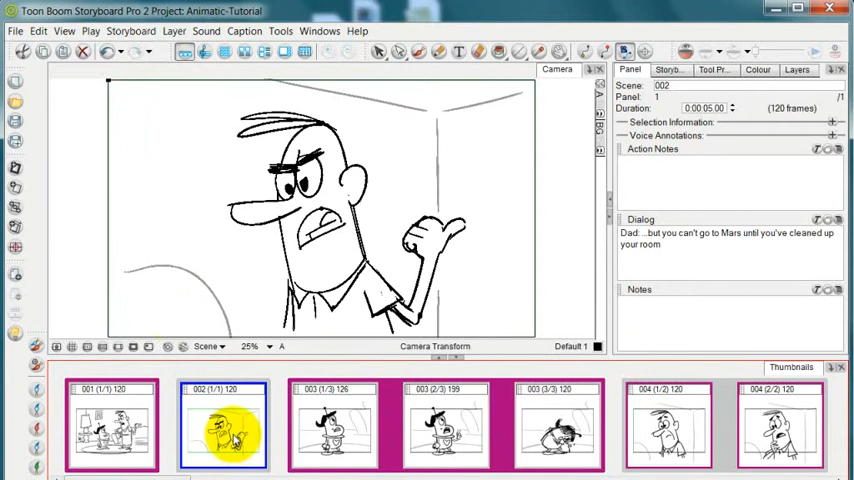 Toon Boom Storyboard Pro 2 Project: Animatic-Tutorial
File Edit View Play Storyboard Layer Sound Caption Tools Windows Help
Camera
Panel Storyb... Tool Pr... Colour Layers
Scene: 002
Panel: 1 /1
Duration: 0:00:05.00 (120 frames)
Selection Information:
Voice Annotations:
Action Notes
Dialog
Dad: ...but you can't go to Mars until you've cleaned up
your room
Notes
A
BG
Scene 25% A Camera Transform Default 1
Thumbnails
001 (1/1) 120 002 (1/1) 120 003 (1/3) 126 003 (2/3) 199 003 (3/3) 120 004 (1/2) 120 004 (2/2) 120